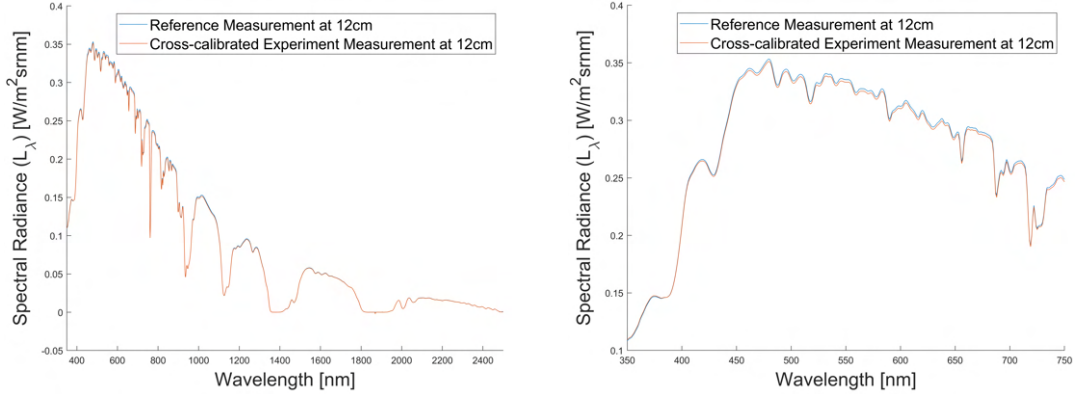 Reference Measurement at 12cm
Cross-calibrated Experiment Measurement at 12cm
Spectral Radiance (Lλ) [W/m²srnm]
0.4
0.35
0.3
0.25
0.2
0.15
0.1
0.05
0
-0.05
400 600 800 1000 1200 1400 1600 1800 2000 2200 2400
Wavelength [nm]
Reference Measurement at 12cm
Cross-calibrated Experiment Measurement at 12cm
Spectral Radiance (Lλ) [W/m²srnm]
0.4
0.35
0.3
0.25
0.2
0.15
0.1
350 400 450 500 550 600 650 700 750
Wavelength [nm]